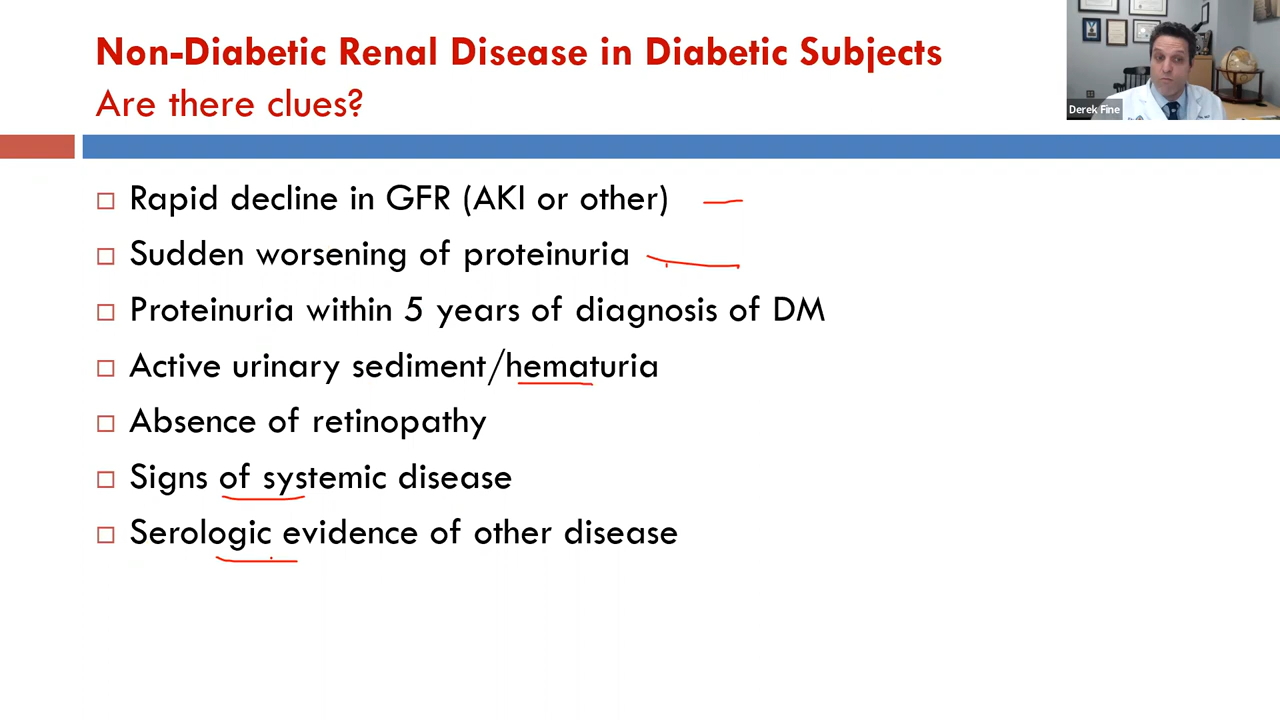 Non-Diabetic Renal Disease in Diabetic Subjects
Are there clues?
Derek Fine
Rapid decline in GFR (AKI or other)
Sudden worsening of proteinuria
Proteinuria within 5 years of diagnosis of DM
Active urinary sediment/hematuria
Absence of retinopathy
Signs of systemic disease
Serologic evidence of other disease